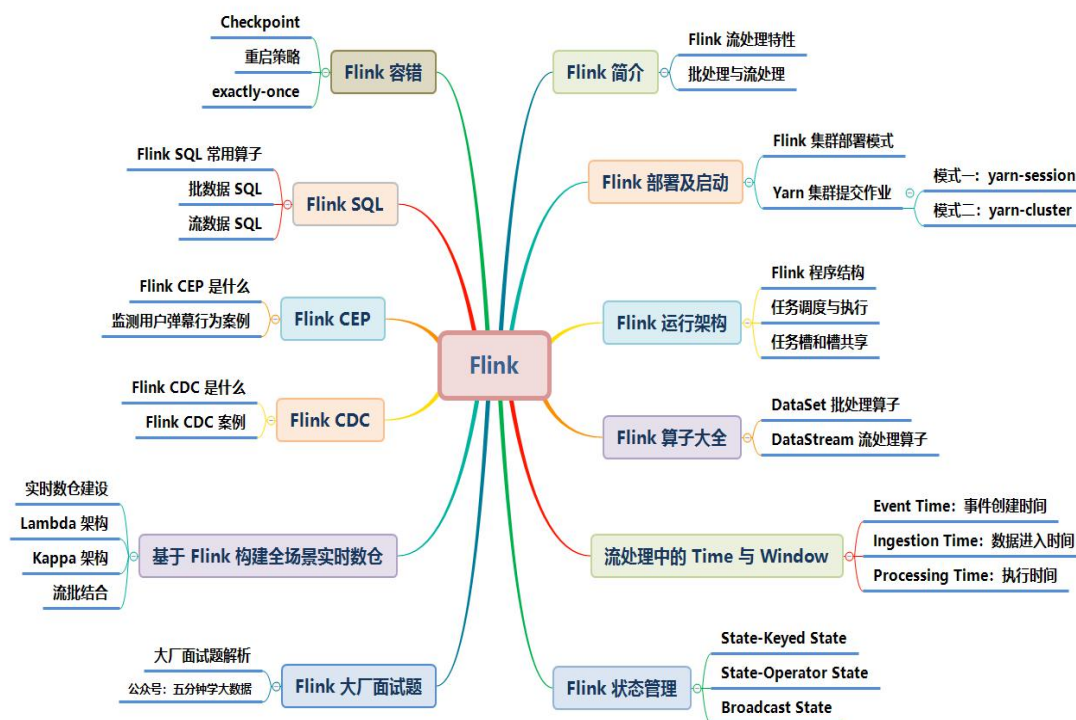 Flink
Flink 简介
Flink 流处理特性
批处理与流处理
Flink 部署及启动
Flink 集群部署模式
Yarn 集群提交作业
模式一：yarn-session
模式二：yarn-cluster
Flink 运行架构
Flink 程序结构
任务调度与执行
任务槽和槽共享
Flink 算子大全
DataSet 批处理算子
DataStream 流处理算子
流处理中的 Time 与 Window
Event Time：事件创建时间
Ingestion Time：数据进入时间
Processing Time：执行时间
Flink 状态管理
State-Keyed State
State-Operator State
Broadcast State
Flink 容错
Checkpoint
重启策略
exactly-once
Flink SQL
Flink SQL 常用算子
批数据 SQL
流数据 SQL
Flink CEP
Flink CEP 是什么
监测用户弹幕行为案例
Flink CDC
Flink CDC 是什么
Flink CDC 案例
基于 Flink 构建全场景实时数仓
实时数仓建设
Lambda 架构
Kappa 架构
流批结合
Flink 大厂面试题
大厂面试题解析
公众号：五分钟学大数据